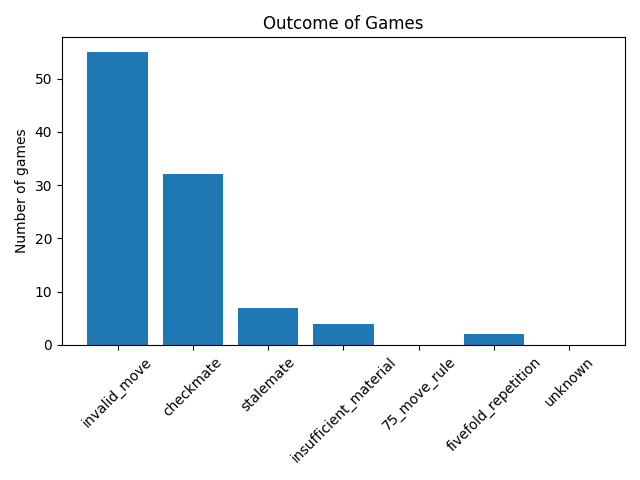 Outcome of Games
Number of games
50
40
30
20
10
0
invalid_move
checkmate
stalemate
insufficient_material
75_move_rule
fivefold_repetition
unknown